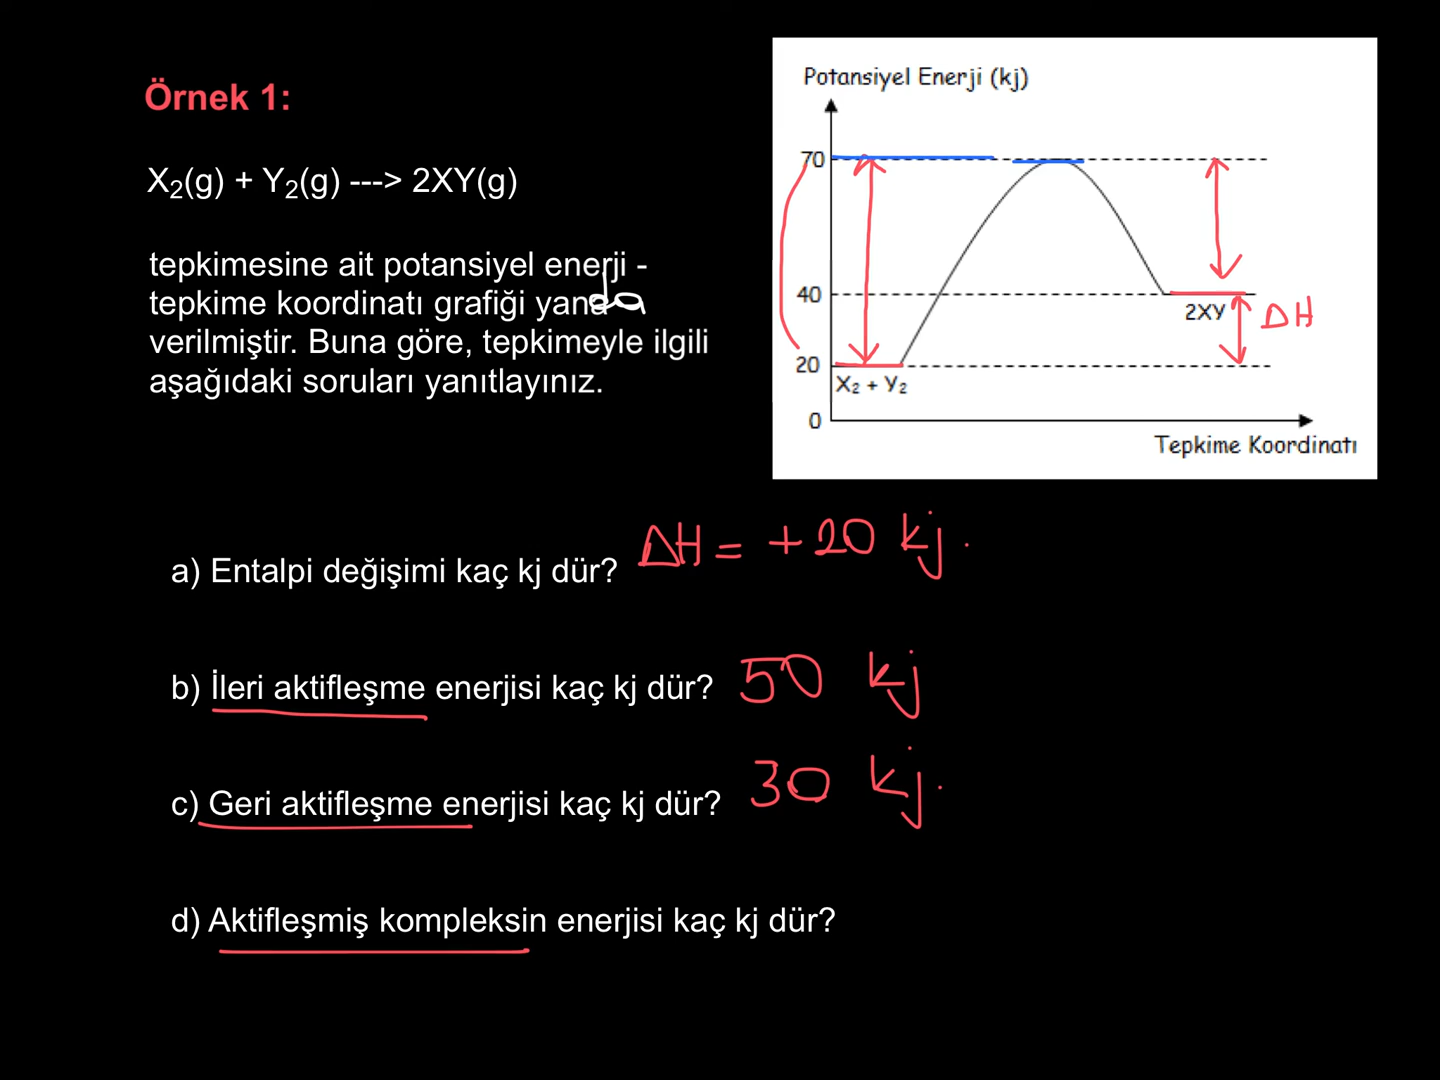 Örnek 1:
X₂(g) + Y₂(g) ---> 2XY(g)
tepkimesine ait potansiyel enerji -
tepkime koordinatı grafiği yanda
verilmiştir. Buna göre, tepkimeyle ilgili
aşağıdaki soruları yanıtlayınız.
Potansiyel Enerji (kj)
70
40
2XY
ΔH
20
X₂ + Y₂
0
Tepkime Koordinatı
a) Entalpi değişimi kaç kj dür? ΔH = +20 kj.
b) İleri aktifleşme enerjisi kaç kj dür? 50 kj
c) Geri aktifleşme enerjisi kaç kj dür? 30 kj.
d) Aktifleşmiş kompleksin enerjisi kaç kj dür?